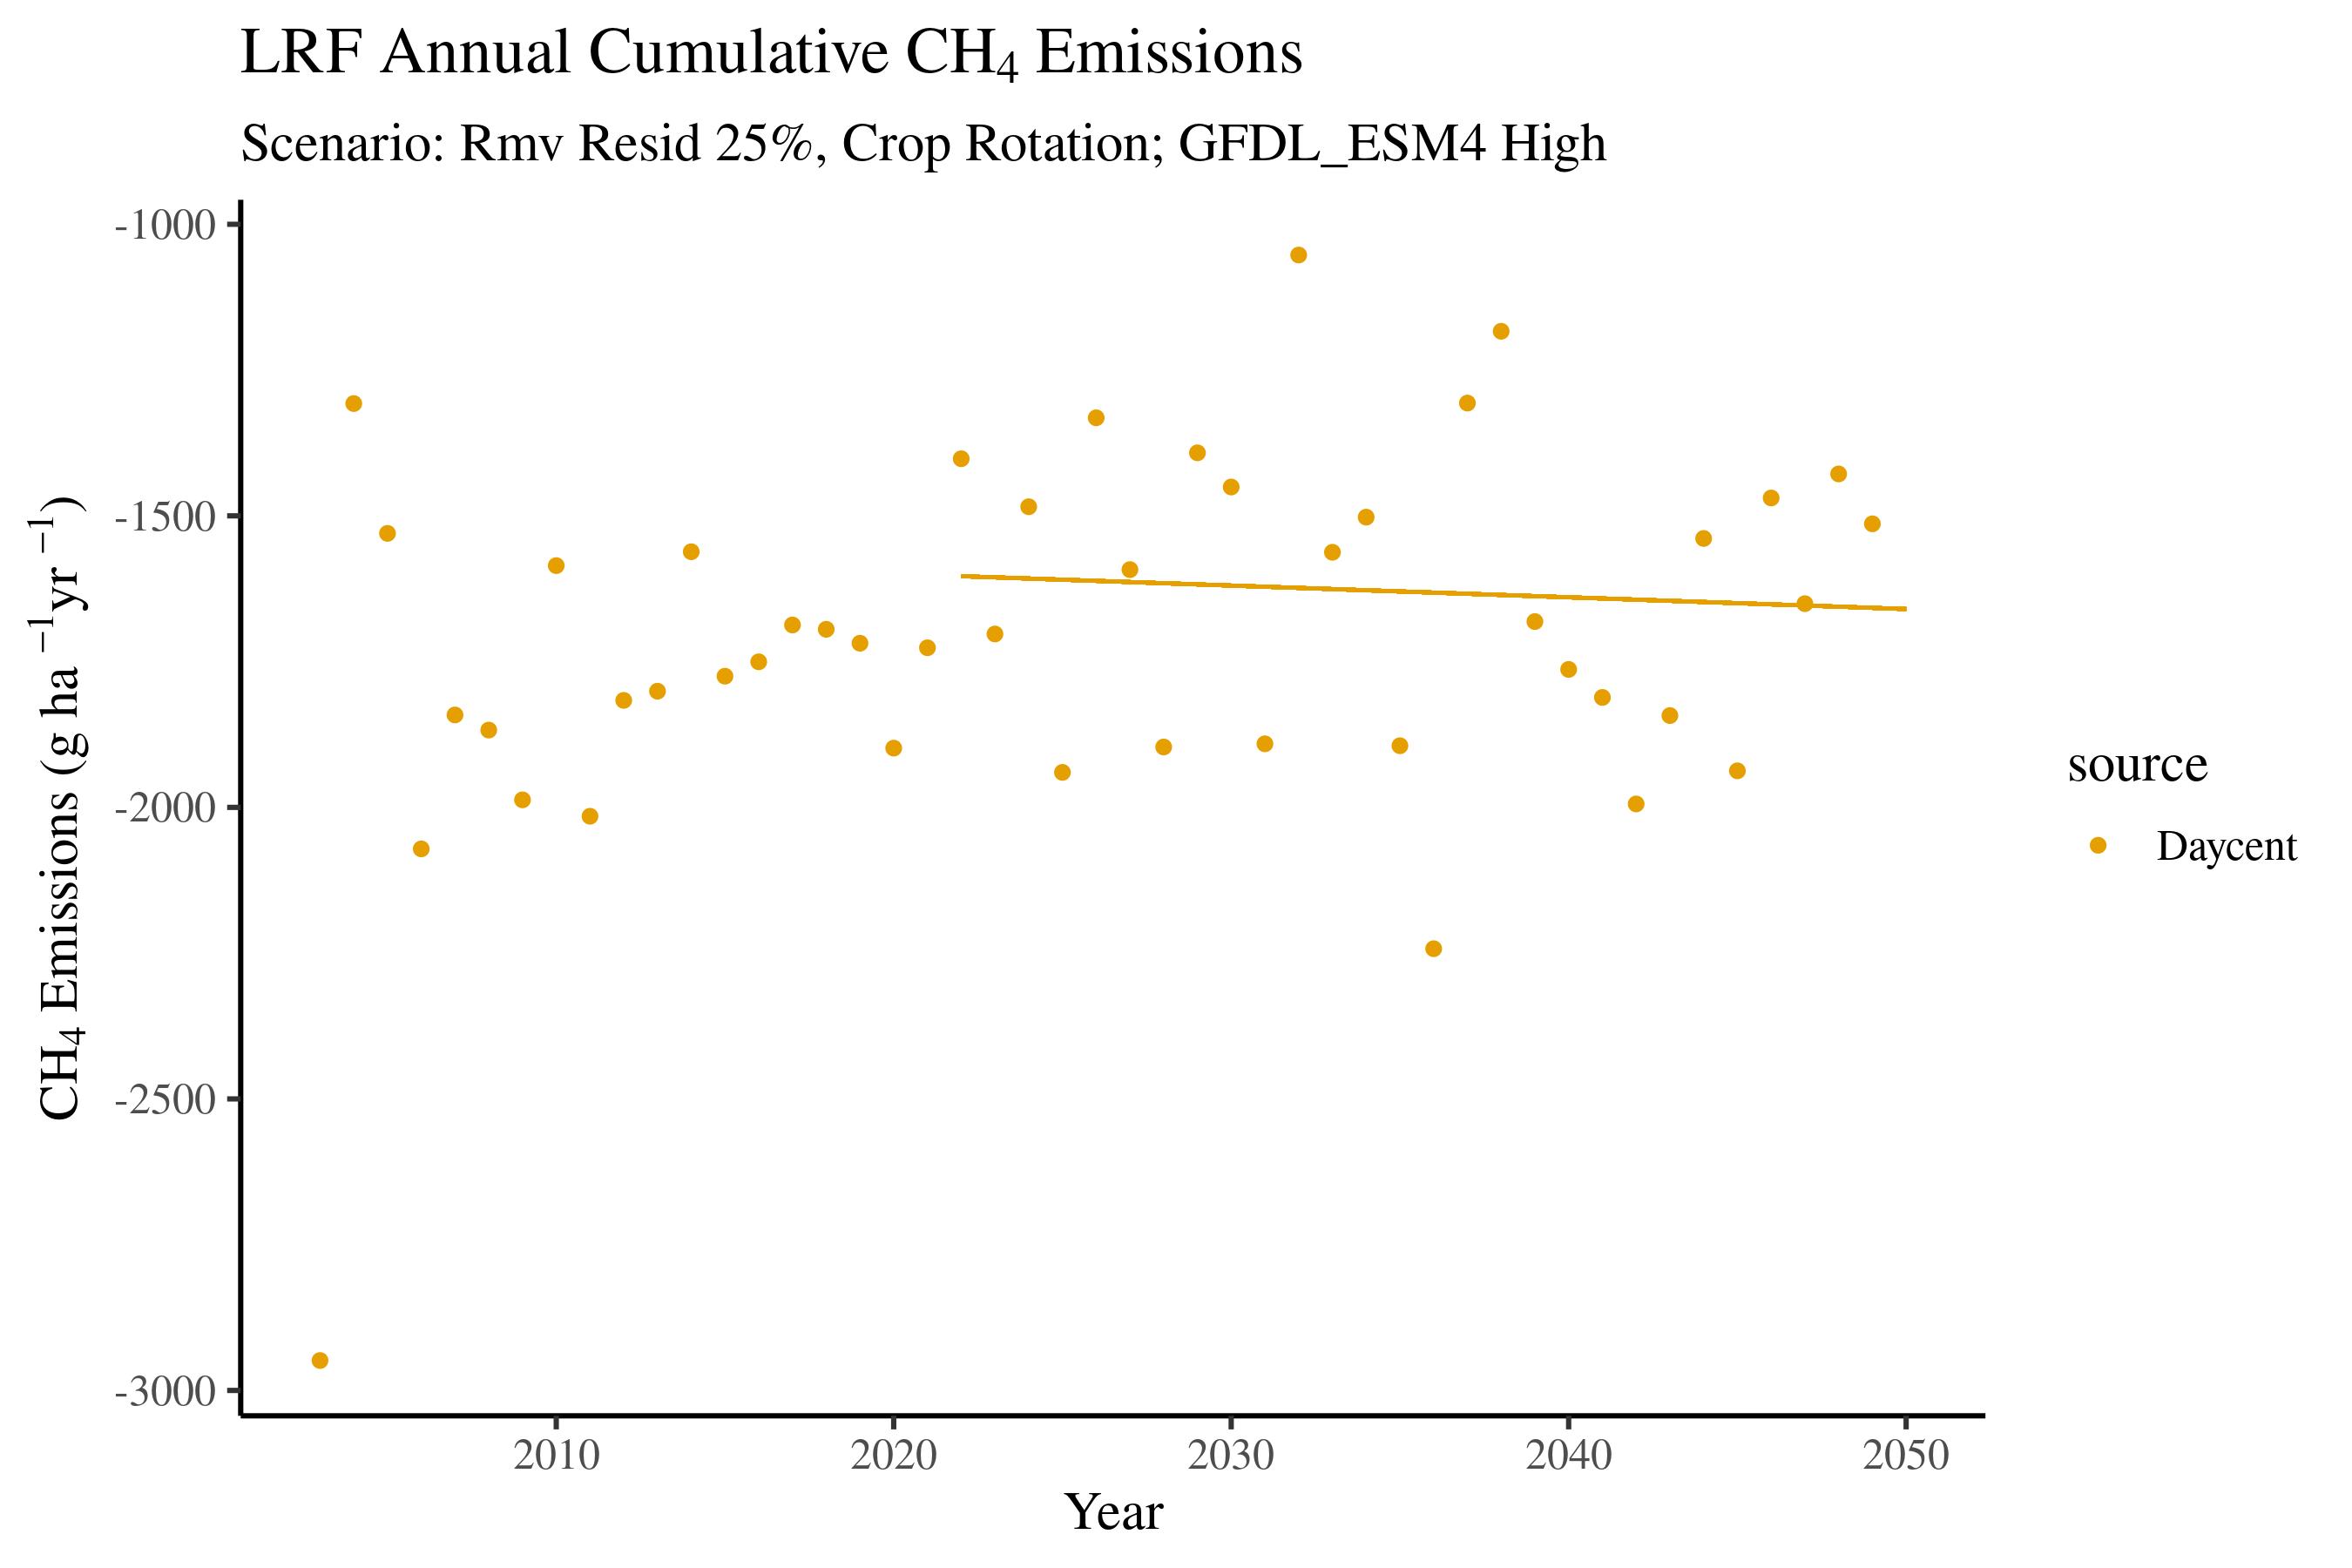 LRF Annual Cumulative CH₄ Emissions
Scenario: Rmv Resid 25%, Crop Rotation; GFDL_ESM4 High
CH₄ Emissions (g ha ⁻¹yr ⁻¹)
-1000
-1500
-2000
-2500
-3000
2010
2020
2030
2040
2050
Year
source
Daycent